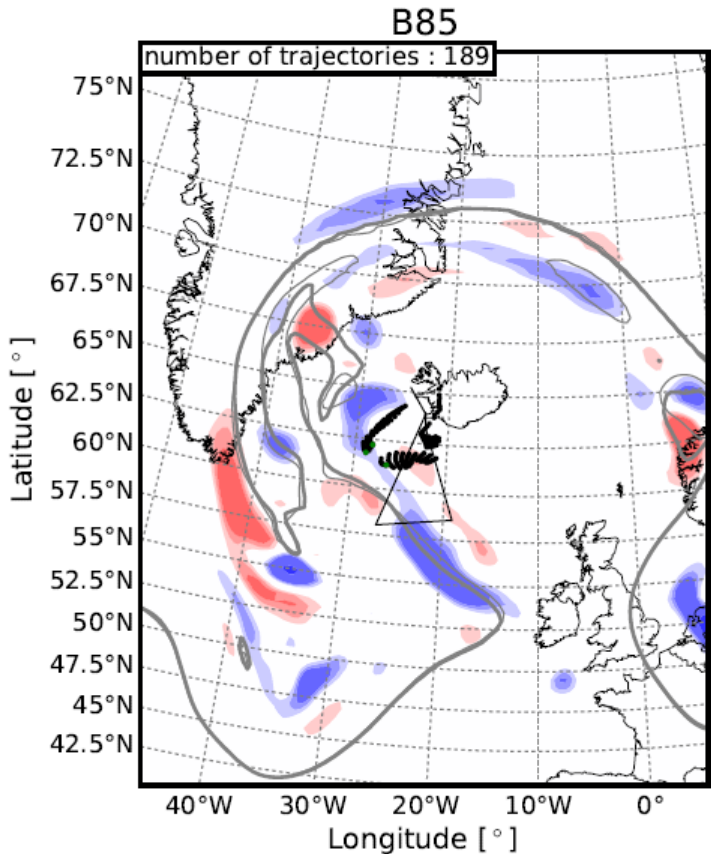 B85
number of trajectories : 189
75°N
72.5°N
70°N
67.5°N
65°N
62.5°N
60°N
57.5°N
55°N
52.5°N
50°N
47.5°N
45°N
42.5°N
Latitude [°]
40°W 30°W 20°W 10°W 0°
Longitude [°]